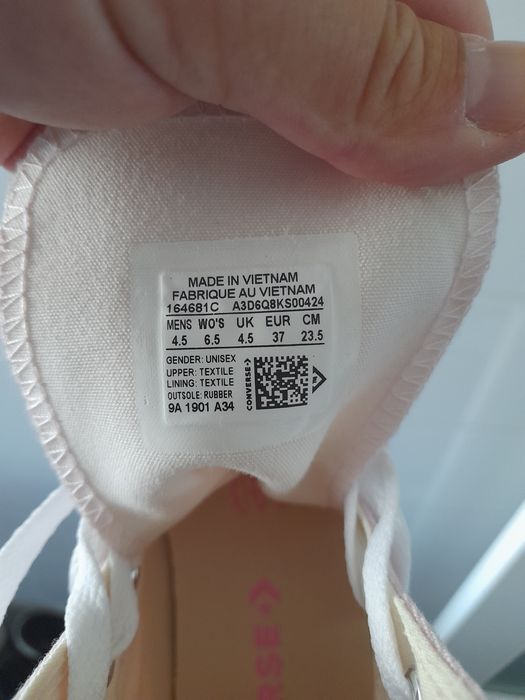 MADE IN VIETNAM
FABRIQUE AU VIETNAM
164681C A3D6Q8KS00424
MENS WO'S UK EUR CM
4.5 6.5 4.5 37 23.5
GENDER: UNISEX
UPPER: TEXTILE
LINING: TEXTILE
OUTSOLE: RUBBER
9A 1901 A34
CONVERSE
ERSE